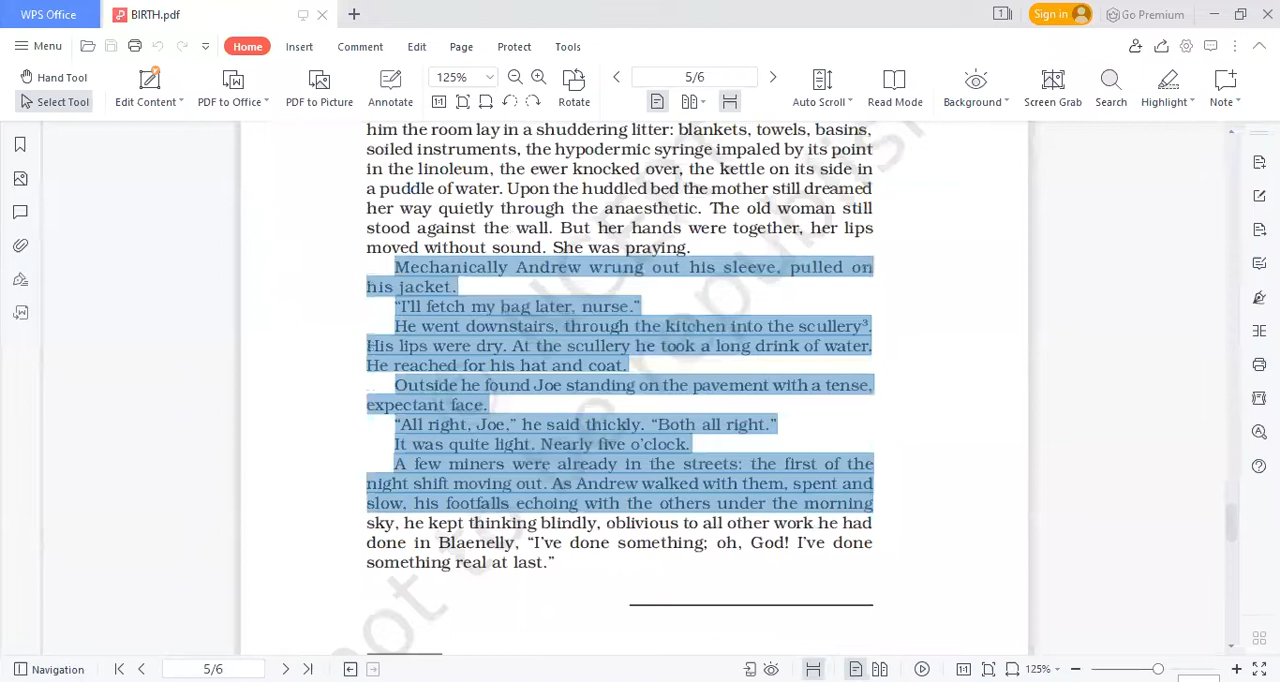 WPS Office
BIRTH.pdf
Sign in
Go Premium
Menu
Home
Insert
Comment
Edit
Page
Protect
Tools
Hand Tool
Select Tool
Edit Content
PDF to Office
PDF to Picture
Annotate
125%
Rotate
5/6
Auto Scroll
Read Mode
Background
Screen Grab
Search
Highlight
Note
him the room lay in a shuddering litter: blankets, towels, basins,
soiled instruments, the hypodermic syringe impaled by its point
in the linoleum, the ewer knocked over, the kettle on its side in
a puddle of water. Upon the huddled bed the mother still dreamed
her way quietly through the anaesthetic. The old woman still
stood against the wall. But her hands were together, her lips
moved without sound. She was praying.
Mechanically Andrew wrung out his sleeve, pulled on
his jacket.
“I’ll fetch my bag later, nurse.”
He went downstairs, through the kitchen into the scullery³.
His lips were dry. At the scullery he took a long drink of water.
He reached for his hat and coat.
Outside he found Joe standing on the pavement with a tense,
expectant face.
“All right, Joe,” he said thickly. “Both all right.”
It was quite light. Nearly five o’clock.
A few miners were already in the streets: the first of the
night shift moving out. As Andrew walked with them, spent and
slow, his footfalls echoing with the others under the morning
sky, he kept thinking blindly, oblivious to all other work he had
done in Blaenelly, “I’ve done something; oh, God! I’ve done
something real at last.”
not to republish
Navigation
5/6
125%